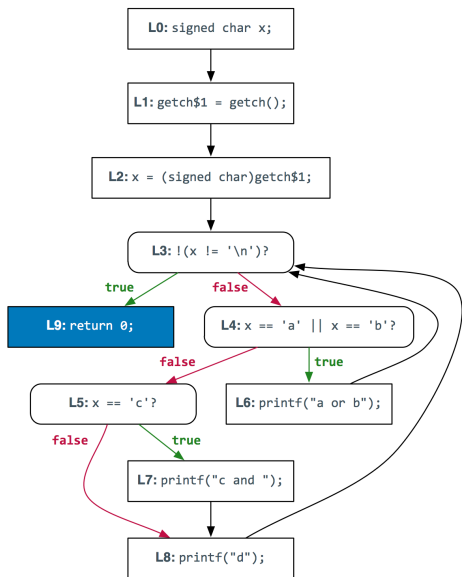 L0: signed char x;
L1: getch$1 = getch();
L2: x = (signed char)getch$1;
L3: !(x != '\n')?
true
false
L9: return 0;
L4: x == 'a' || x == 'b'?
false
true
L5: x == 'c'?
L6: printf("a or b");
false
true
L7: printf("c and ");
L8: printf("d");